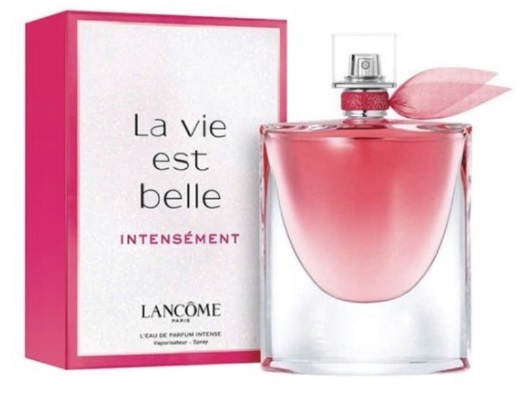 La vie
est
belle
INTENSÉMENT
LANCÔME
PARIS
L'EAU DE PARFUM INTENSE
Vaporisateur - Spray